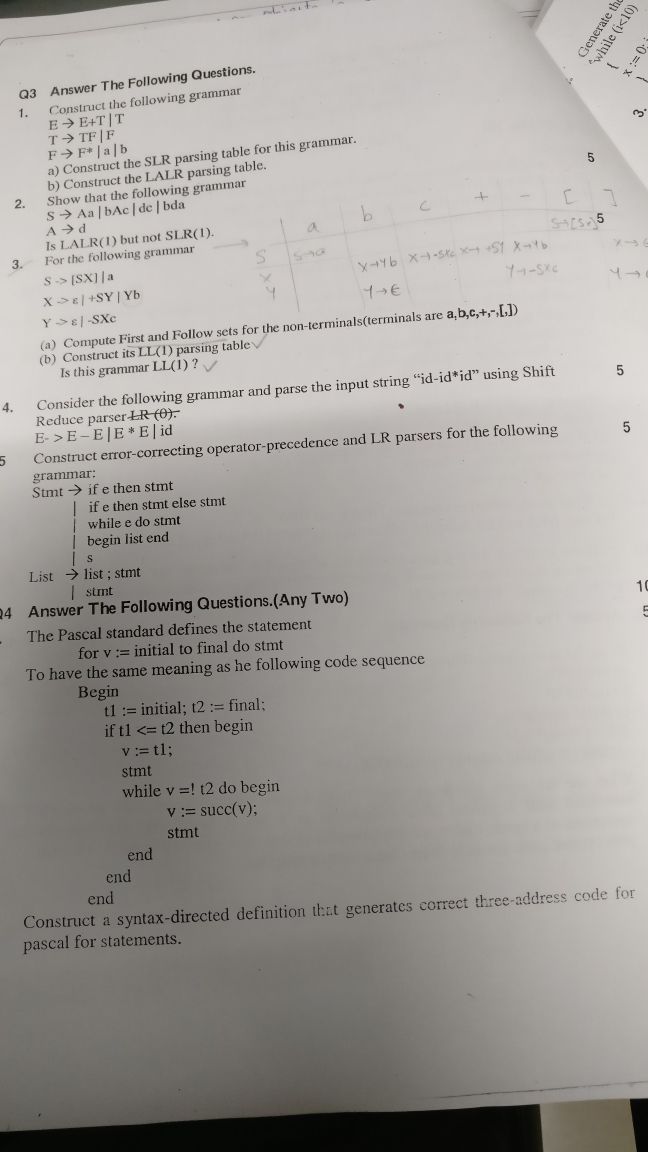 Generate the
"while (i<10)
{
x := 0;
}
3.
Q3 Answer The Following Questions.
1. Construct the following grammar
E → E+T | T
T → TF | F
F → F* | a | b
a) Construct the SLR parsing table for this grammar.
b) Construct the LALR parsing table. 5
2. Show that the following grammar
S → Aa | bAc | dc | bda
A → d
Is LALR(1) but not SLR(1). 5
3. For the following grammar
S -> [SX] | a
X -> ε | +SY | Yb
Y -> ε | -SXc
a b c + - [ ]
S S→a
X X→Yb X→+SY X→Yb
Y Y→ε Y→-SXc
(a) Compute First and Follow sets for the non-terminals(terminals are a,b,c,+,-,[,])
(b) Construct its LL(1) parsing table ✓
Is this grammar LL(1) ? ✓
4. Consider the following grammar and parse the input string “id-id*id” using Shift 5
Reduce parser LR (0).
E- > E – E | E * E | id
5 Construct error-correcting operator-precedence and LR parsers for the following 5
grammar:
Stmt → if e then stmt
| if e then stmt else stmt
| while e do stmt
| begin list end
| s
List → list ; stmt
| stmt
Q4 Answer The Following Questions.(Any Two) 10
The Pascal standard defines the statement 5
for v := initial to final do stmt
To have the same meaning as he following code sequence
Begin
t1 := initial; t2 := final;
if t1 <= t2 then begin
v := t1;
stmt
while v =! t2 do begin
v := succ(v);
stmt
end
end
end
Construct a syntax-directed definition that generates correct three-address code for
pascal for statements.